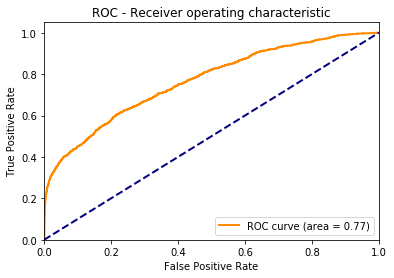 ROC - Receiver operating characteristic
1.0
0.8
0.6
0.4
0.2
0.0
True Positive Rate
ROC curve (area = 0.77)
0.0 0.2 0.4 0.6 0.8 1.0
False Positive Rate